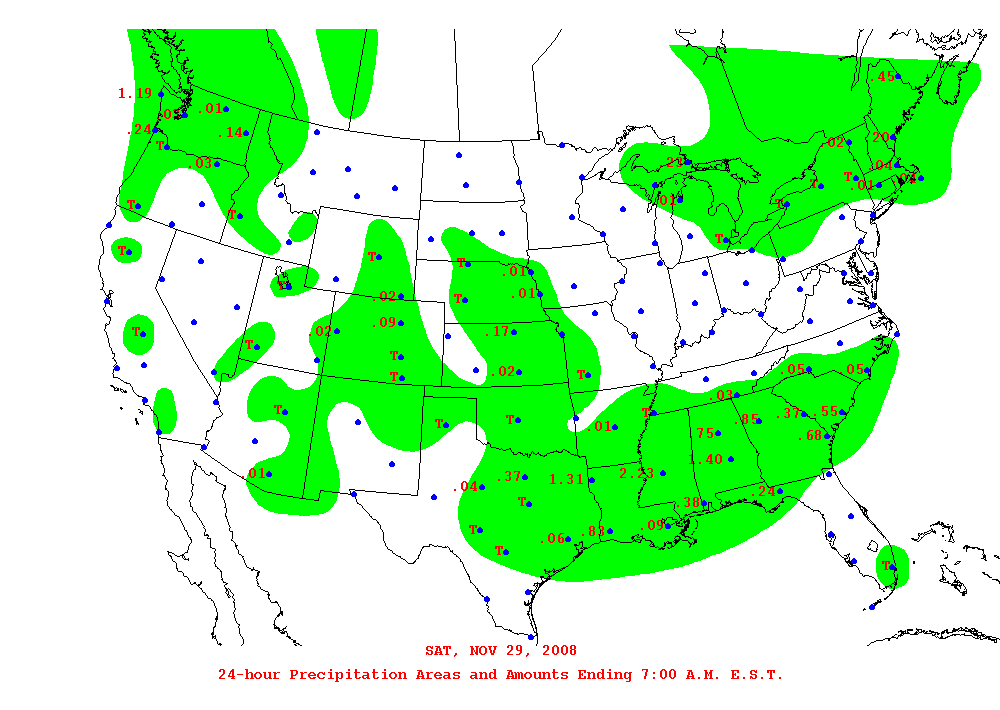 .45
1.19
.01
.24
.14
.20
.02
T
.03
.21
.04
T
T
.01
.01
T
T
T
T
T
T
T
.01
T
.01
.02
T
.09
.02
T
.17
T
T
.02
.05
.05
T
T
.03
T
T
.37
.55
T
T
.01
.85
.75
.68
.01
1.40
.37
1.31
2.23
.04
.24
T
.38
T
.06
.83
.09
T
T
SAT, NOV 29, 2008
24-hour Precipitation Areas and Amounts Ending 7:00 A.M. E.S.T.